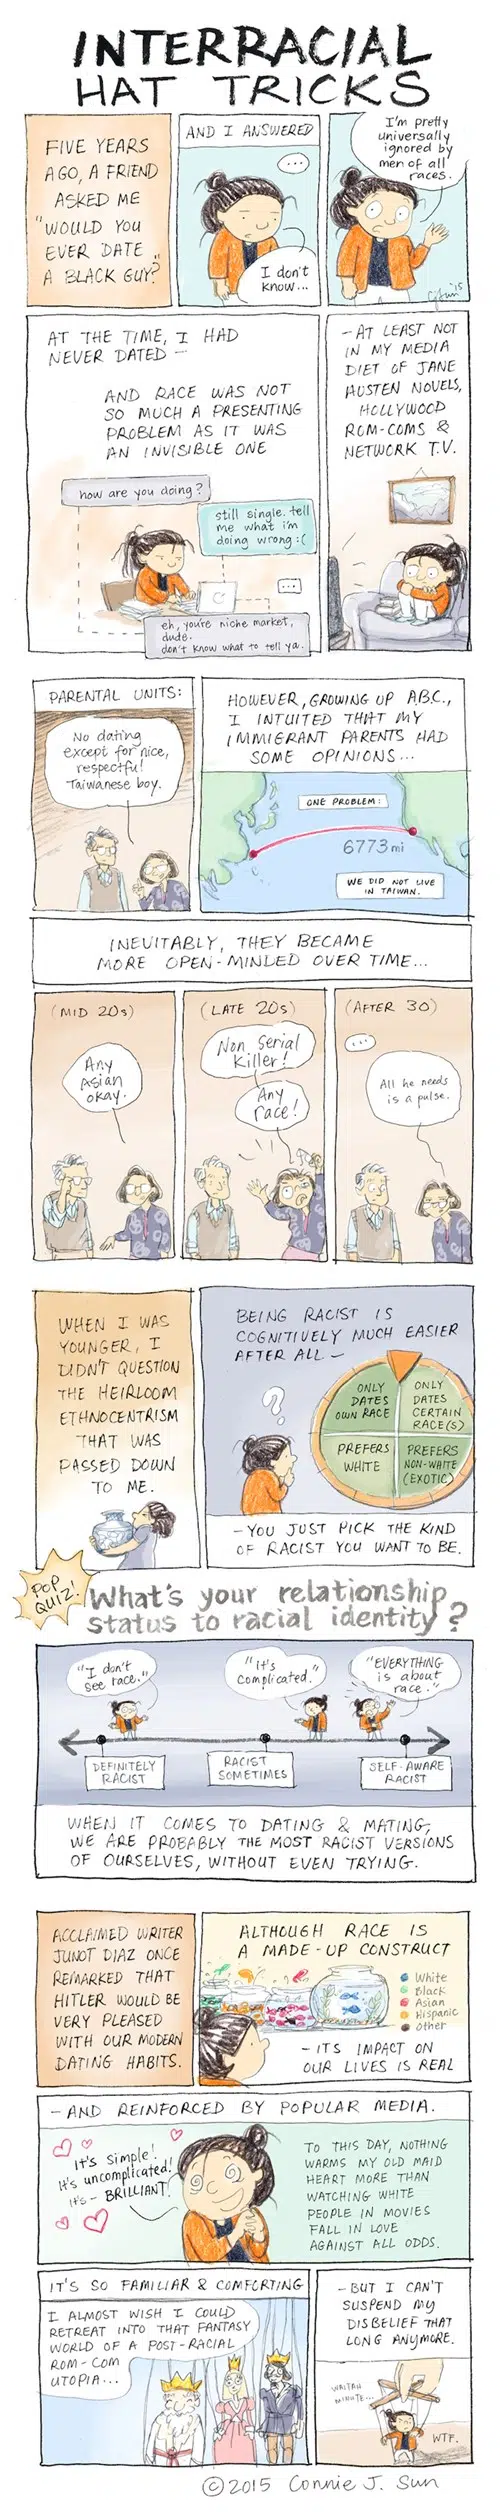 INTERRACIAL
HAT TRICKS
FIVE YEARS
AGO, A FRIEND
ASKED ME
"WOULD YOU
EVER DATE
A BLACK GUY?"
AND I ANSWERED
...
I don't
know...
I'm pretty
universally
ignored by
men of all
races.
CJSun '15
AT THE TIME, I HAD
NEVER DATED —
AND RACE WAS NOT
SO MUCH A PRESENTING
PROBLEM AS IT WAS
AN INVISIBLE ONE
how are you doing?
still single. tell
me what i'm
doing wrong :(
...
eh, you're niche market,
dude.
don't know what to tell ya.
— AT LEAST NOT
IN MY MEDIA
DIET OF JANE
AUSTEN NOVELS,
HOLLYWOOD
ROM-COMS &
NETWORK T.V.
PARENTAL UNITS:
No dating
except for nice,
respectful
Taiwanese boy.
HOWEVER, GROWING UP A.B.C.,
I INTUITED THAT MY
IMMIGRANT PARENTS HAD
SOME OPINIONS...
ONE PROBLEM:
6773 mi
WE DID NOT LIVE
IN TAIWAN.
INEVITABLY, THEY BECAME
MORE OPEN-MINDED OVER TIME...
(MID 20s)
Any
Asian
okay.
(LATE 20s)
Non Serial
Killer!
Any
race!
(AFTER 30)
...
All he needs
is a pulse.
WHEN I WAS
YOUNGER, I
DIDN'T QUESTION
THE HEIRLOOM
ETHNOCENTRISM
THAT WAS
PASSED DOWN
TO ME.
BEING RACIST IS
COGNITIVELY MUCH EASIER
AFTER ALL —
?
ONLY
DATES
OWN RACE
ONLY
DATES
CERTAIN
RACE(S)
PREFERS
WHITE
PREFERS
NON-WHITE
(EXOTIC)
— YOU JUST PICK THE KIND
OF RACIST YOU WANT TO BE.
POP
QUIZ!
What's your relationship
status to racial identity?
"I don't
see race."
"It's
complicated."
"EVERYTHING
is about
race."
DEFINITELY
RACIST
RACIST
SOMETIMES
SELF-AWARE
RACIST
WHEN IT COMES TO DATING & MATING,
WE ARE PROBABLY THE MOST RACIST VERSIONS
OF OURSELVES, WITHOUT EVEN TRYING.
ACCLAIMED WRITER
JUNOT DIAZ ONCE
REMARKED THAT
HITLER WOULD BE
VERY PLEASED
WITH OUR MODERN
DATING HABITS.
ALTHOUGH RACE IS
A MADE-UP CONSTRUCT
White
Black
Asian
Hispanic
Other
— ITS IMPACT ON
OUR LIVES IS REAL
— AND REINFORCED BY POPULAR MEDIA.
It's simple!
It's uncomplicated!
It's — BRILLIANT!
TO THIS DAY, NOTHING
WARMS MY OLD MAID
HEART MORE THAN
WATCHING WHITE
PEOPLE IN MOVIES
FALL IN LOVE
AGAINST ALL ODDS.
IT'S SO FAMILIAR & COMFORTING
I ALMOST WISH I COULD
RETREAT INTO THAT FANTASY
WORLD OF A POST-RACIAL
ROM-COM
UTOPIA...
— BUT I CAN'T
SUSPEND MY
DISBELIEF THAT
LONG ANYMORE.
WAITAH
MINUTE...
WTF.
© 2015 Connie J. Sun